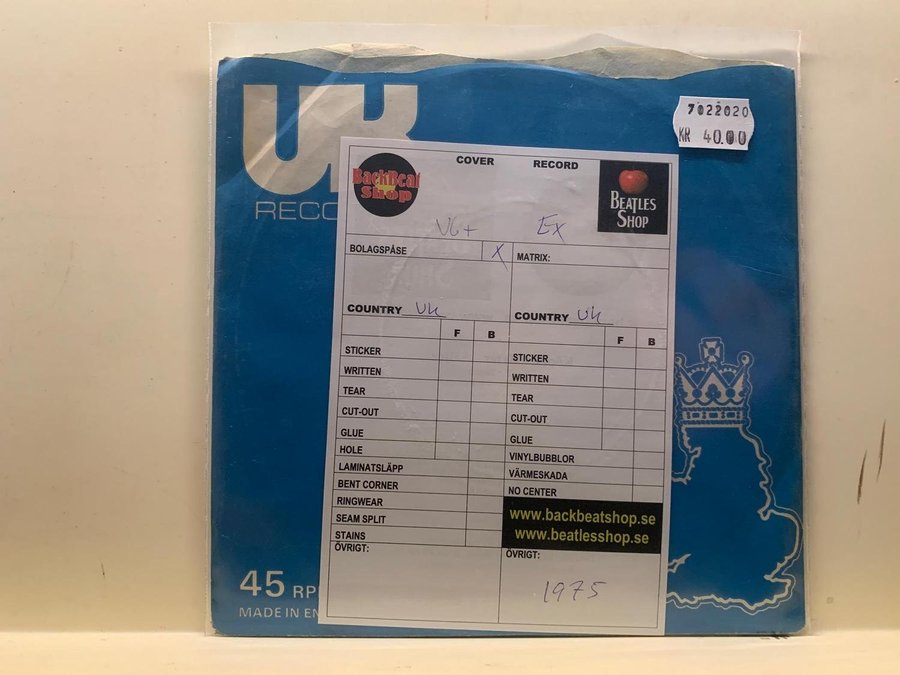 UK
RECO
7022020
KR 40.00
COVER RECORD
BackBeat
Shop
BEATLES
SHOP
VG+ Ex
BOLAGSPÅSE X MATRIX:
COUNTRY UK COUNTRY UK
F B F B
STICKER STICKER
WRITTEN WRITTEN
TEAR TEAR
CUT-OUT CUT-OUT
GLUE GLUE
HOLE VINYLBUBBLOR
LAMINATSLÄPP VÄRMESKADA
BENT CORNER NO CENTER
RINGWEAR www.backbeatshop.se
SEAM SPLIT www.beatlesshop.se
STAINS
ÖVRIGT: ÖVRIGT:
1975
45 RP
MADE IN EN